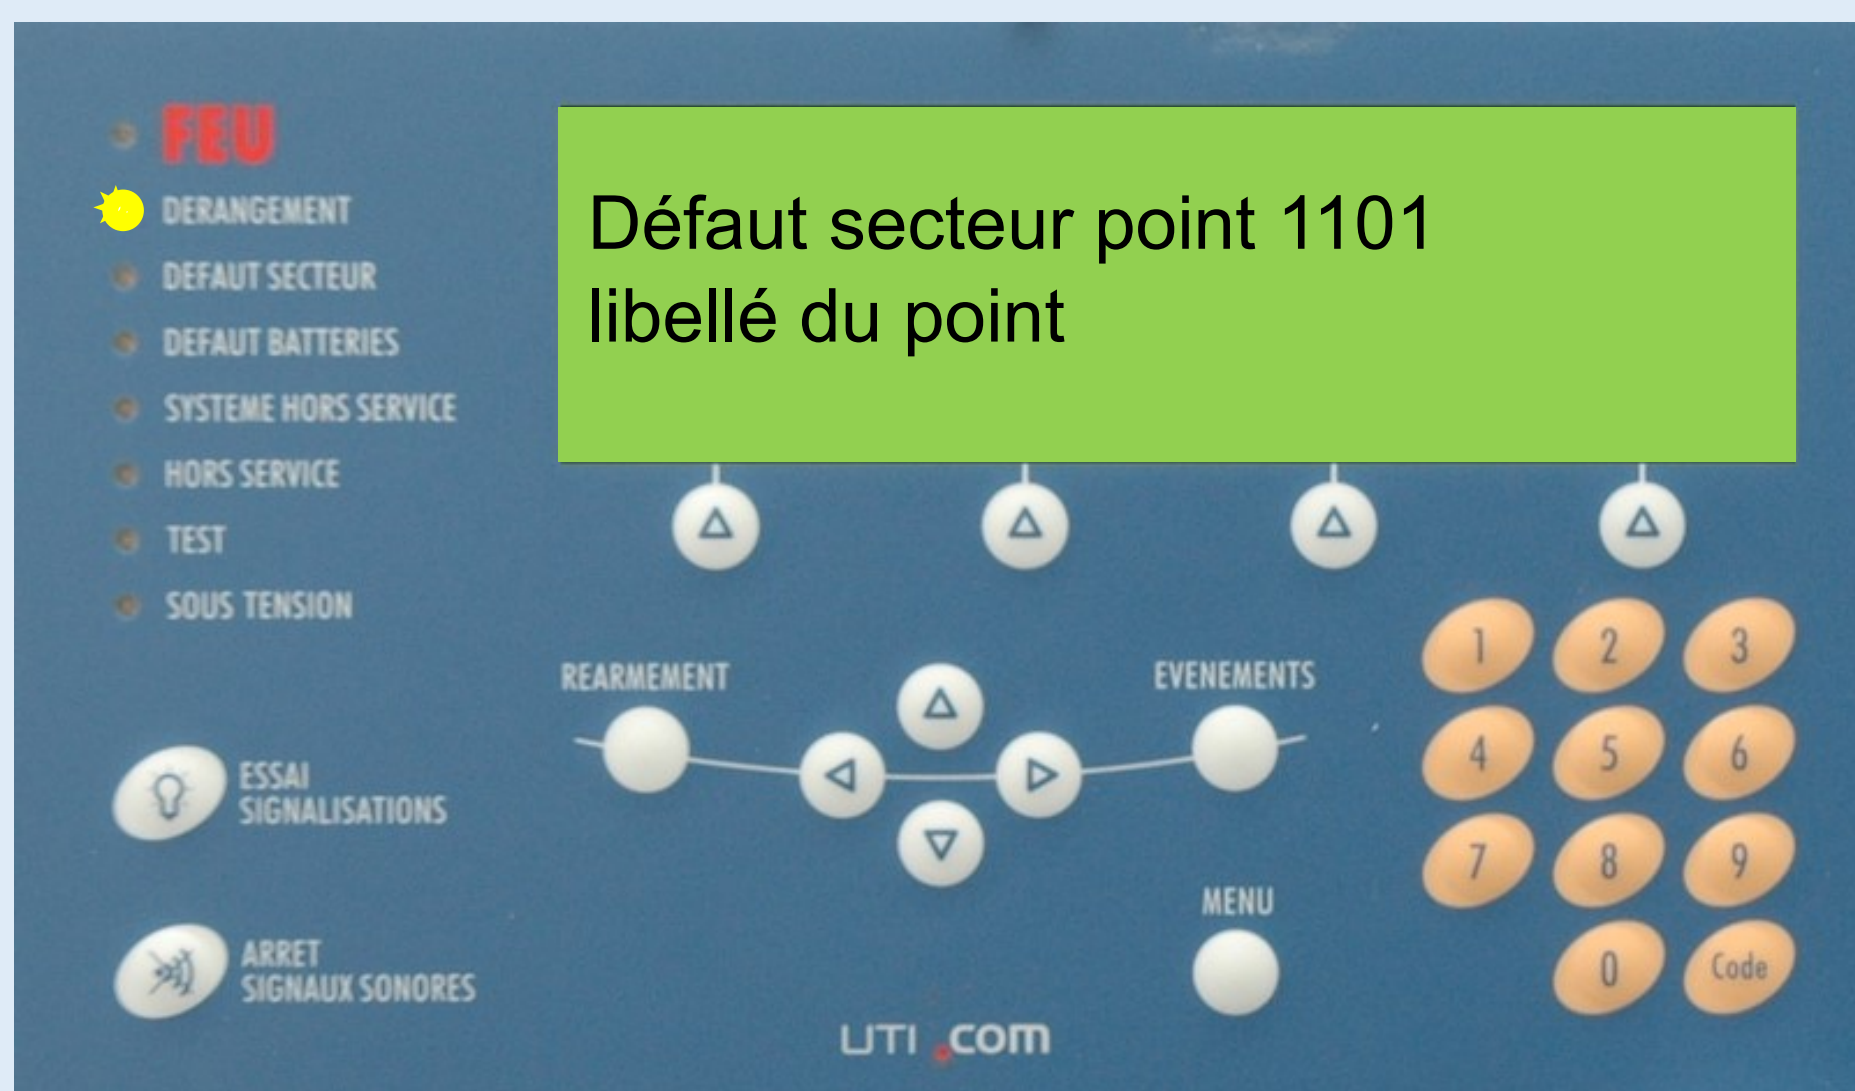 FEU
DERANGEMENT
DEFAUT SECTEUR
DEFAUT BATTERIES
SYSTEME HORS SERVICE
HORS SERVICE
TEST
SOUS TENSION
ESSAI
SIGNALISATIONS
ARRET
SIGNAUX SONORES
Défaut secteur point 1101
libellé du point
REARMEMENT
EVENEMENTS
MENU
1 2 3
4 5 6
7 8 9
0 Code
UTI.com